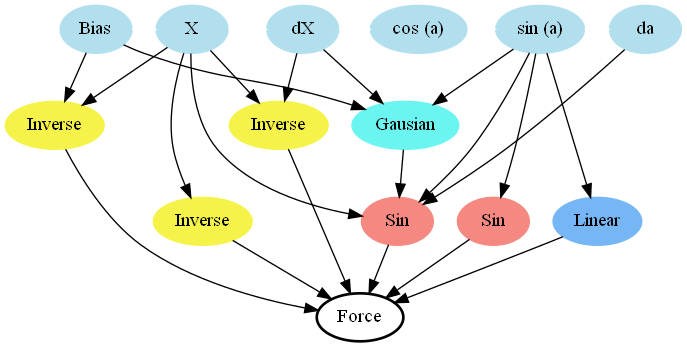 Bias
X
dX
cos (a)
sin (a)
da
Inverse
Inverse
Gausian
Inverse
Sin
Sin
Linear
Force